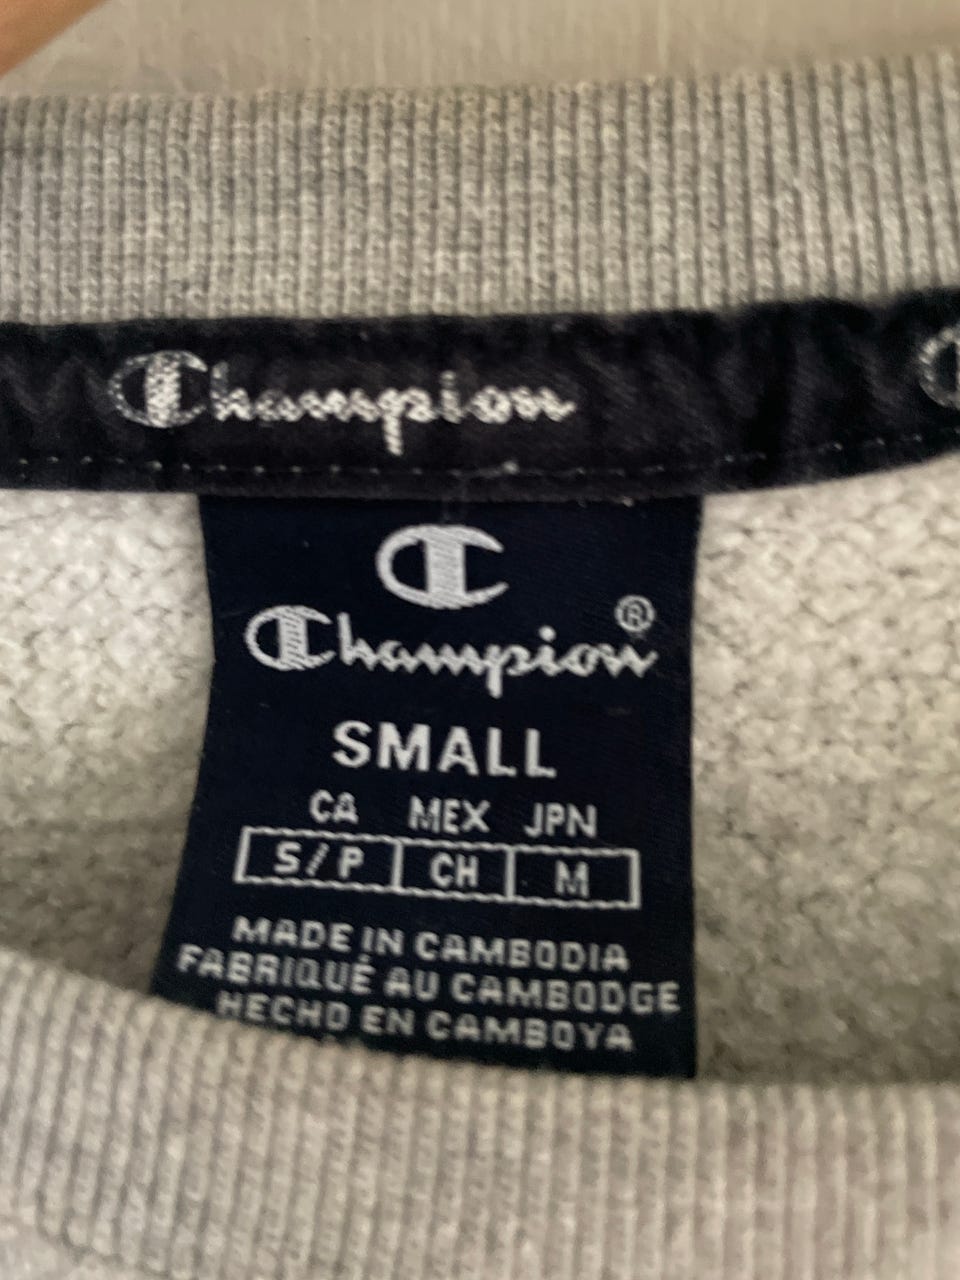 Champion
Champion®
SMALL
CA MEX JPN
S/P CH M
MADE IN CAMBODIA
FABRIQUÉ AU CAMBODGE
HECHO EN CAMBOYA